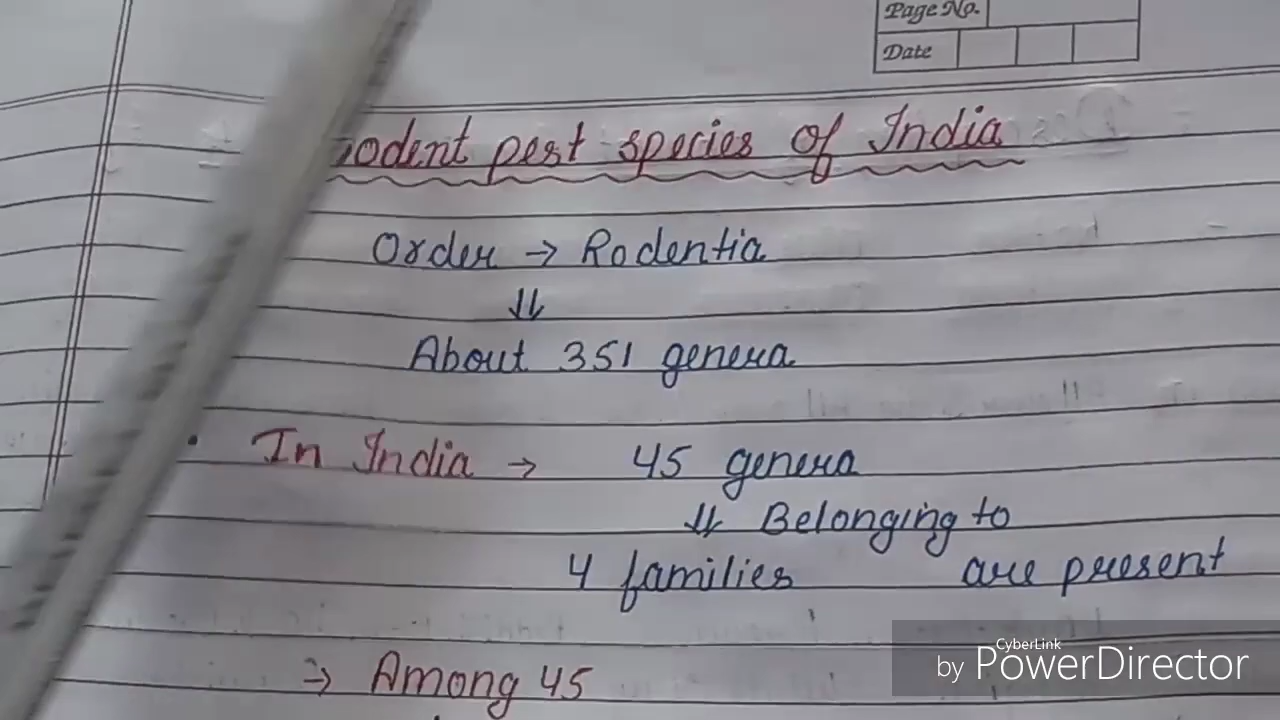 Page No.
Date
rodent pest species of India
Order → Rodentia
⇓
About 351 genera
• In India → 45 genera
⇓ Belonging to
4 families are present
→ Among 45
CyberLink
by PowerDirector